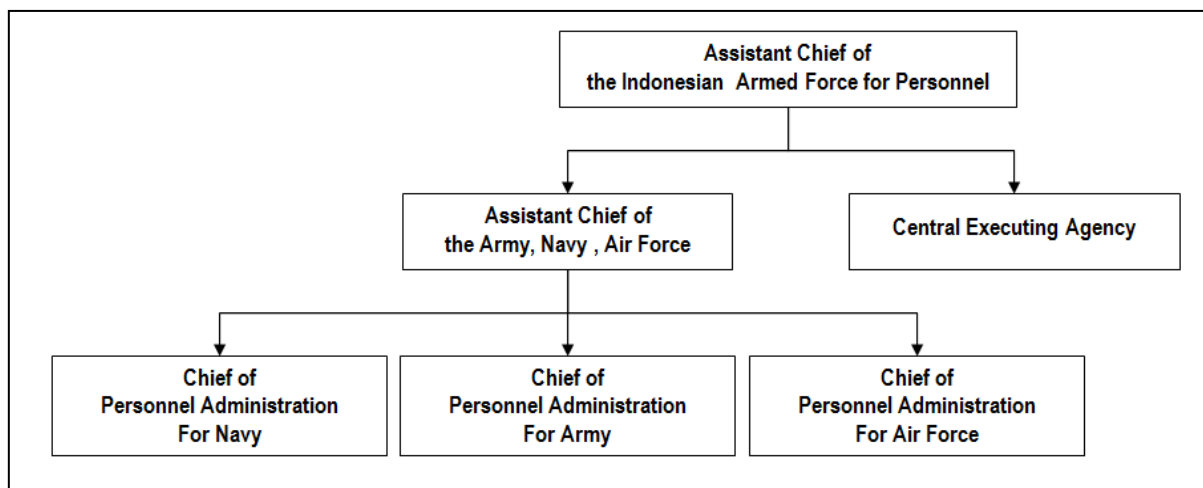 Assistant Chief of
the Indonesian Armed Force for Personnel
Assistant Chief of
the Army, Navy , Air Force
Central Executing Agency
Chief of
Personnel Administration
For Navy
Chief of
Personnel Administration
For Army
Chief of
Personnel Administration
For Air Force